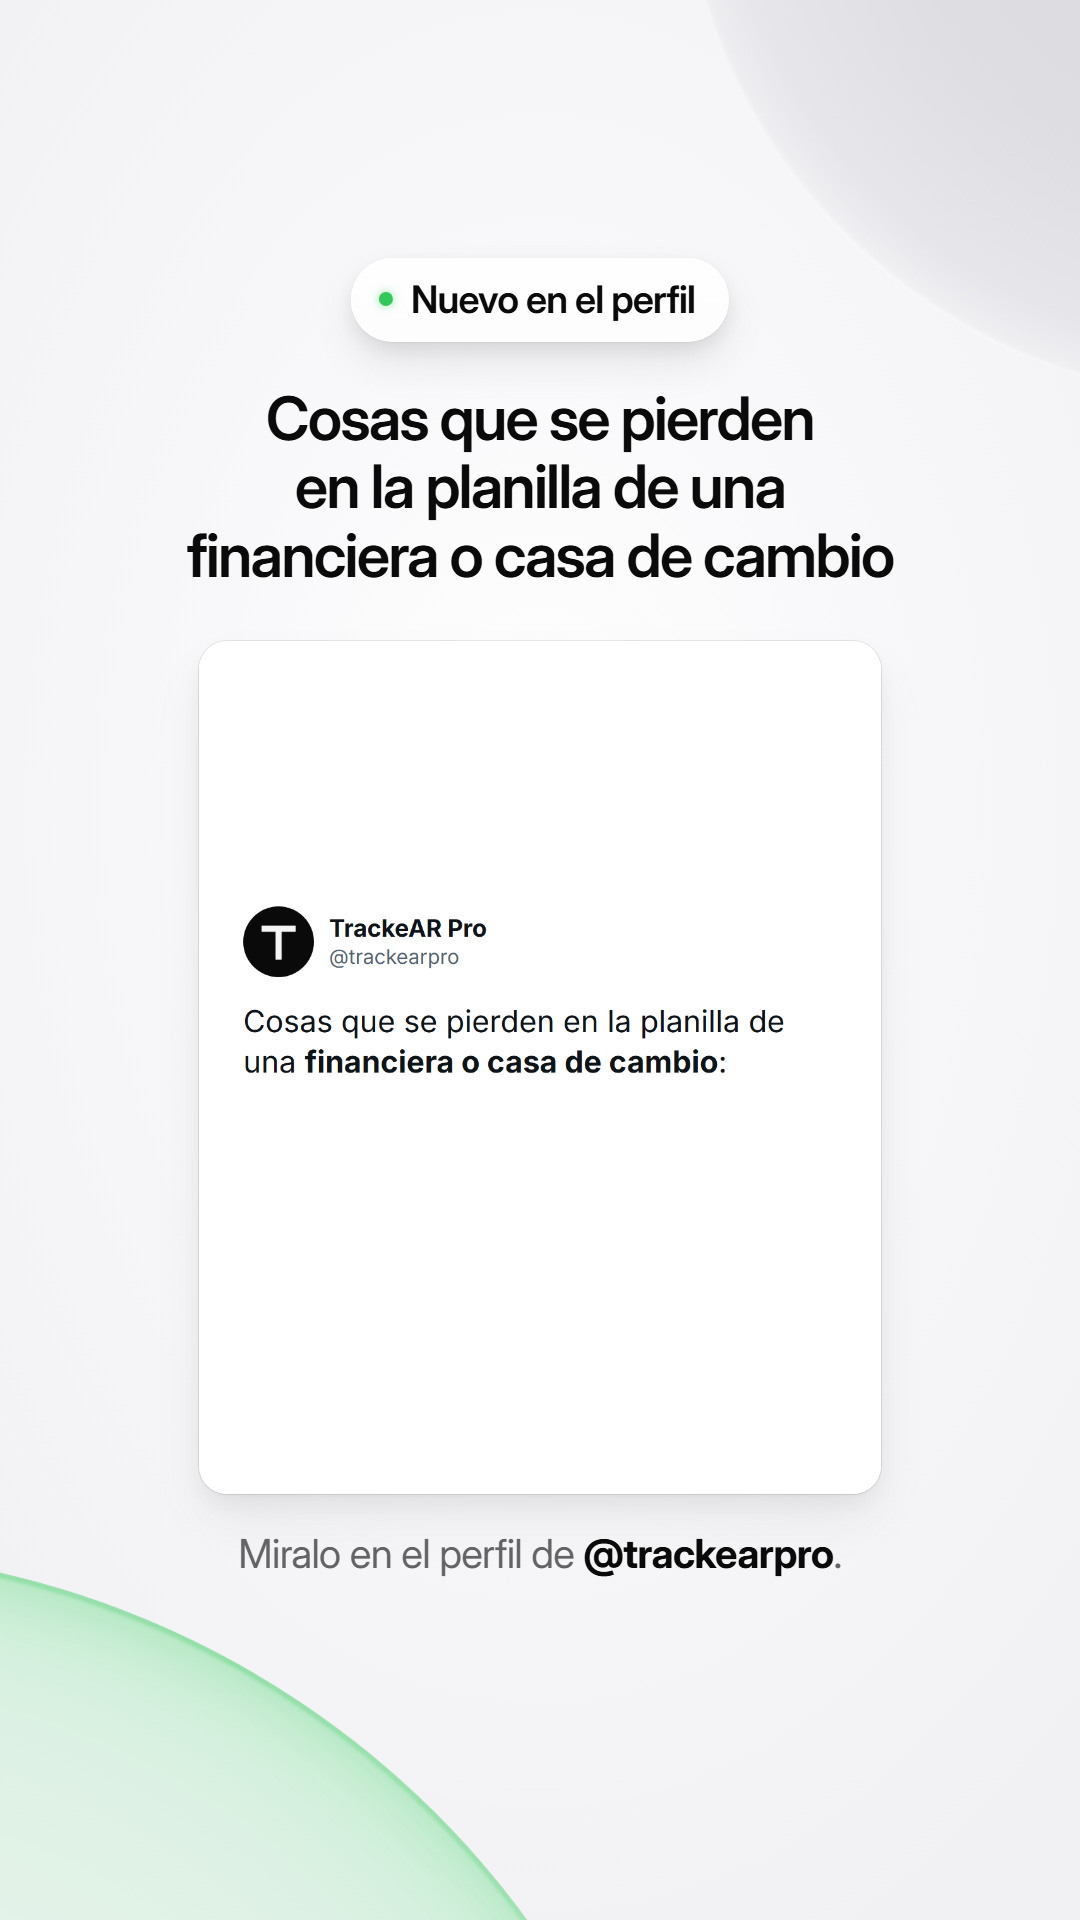 Nuevo en el perfil
Cosas que se pierden
en la planilla de una
financiera o casa de cambio
T
TrackeAR Pro
@trackearpro
Cosas que se pierden en la planilla de
una financiera o casa de cambio:
Miralo en el perfil de @trackearpro.